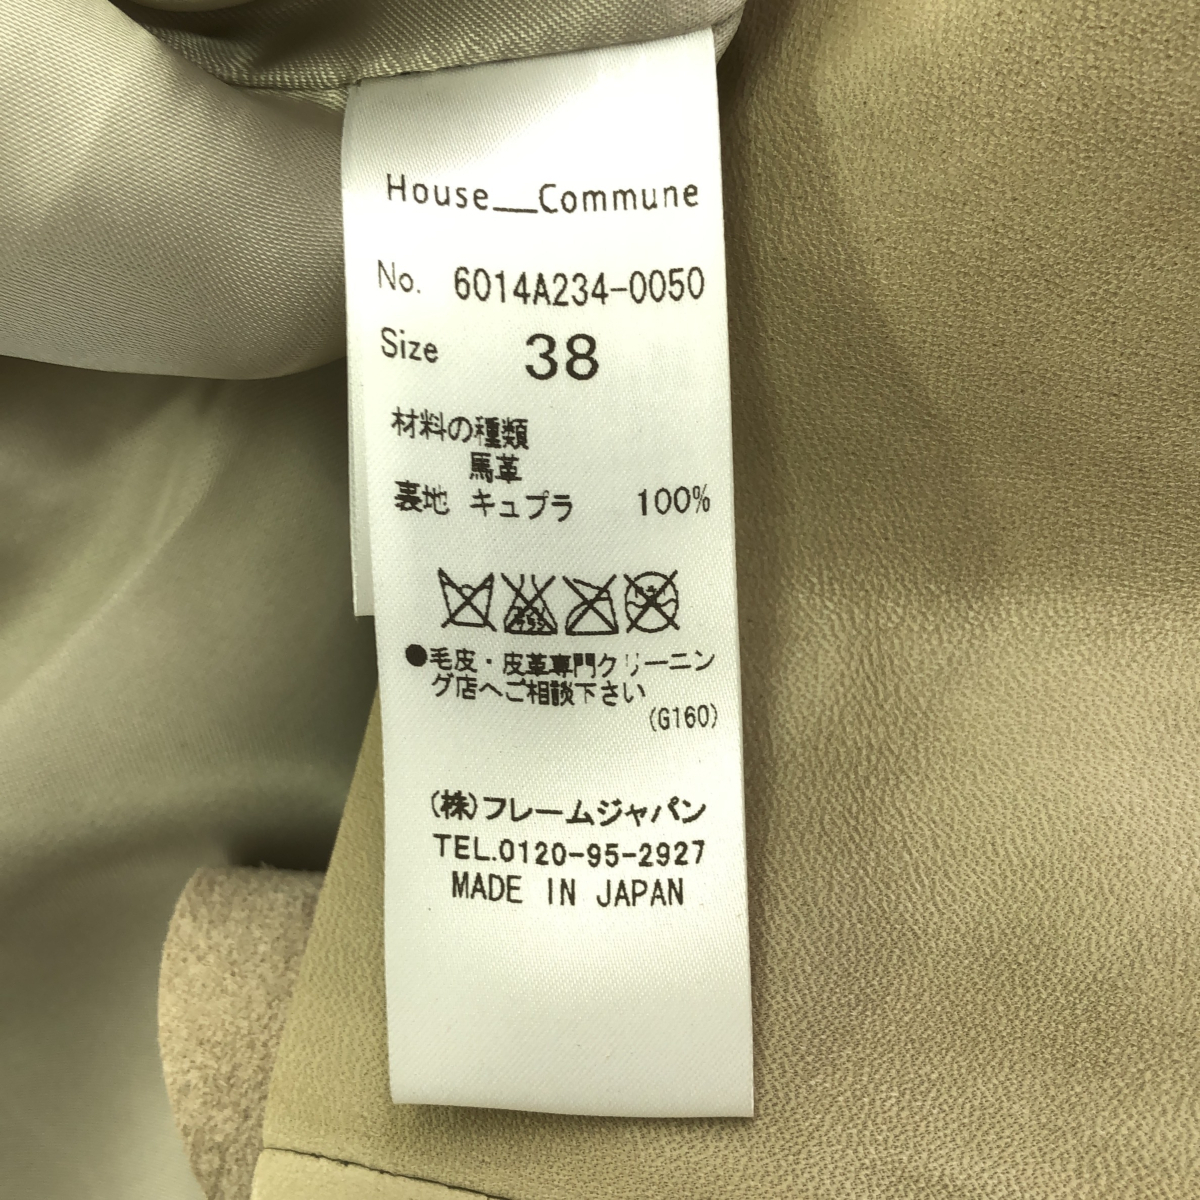 House__Commune
No. 6014A234-0050
Size 38
材料の種類
馬革
裏地 キュプラ 100%
●毛皮・皮革専門クリーニン
グ店へご相談下さい
(G160)
(株)フレームジャパン
TEL.0120-95-2927
MADE IN JAPAN